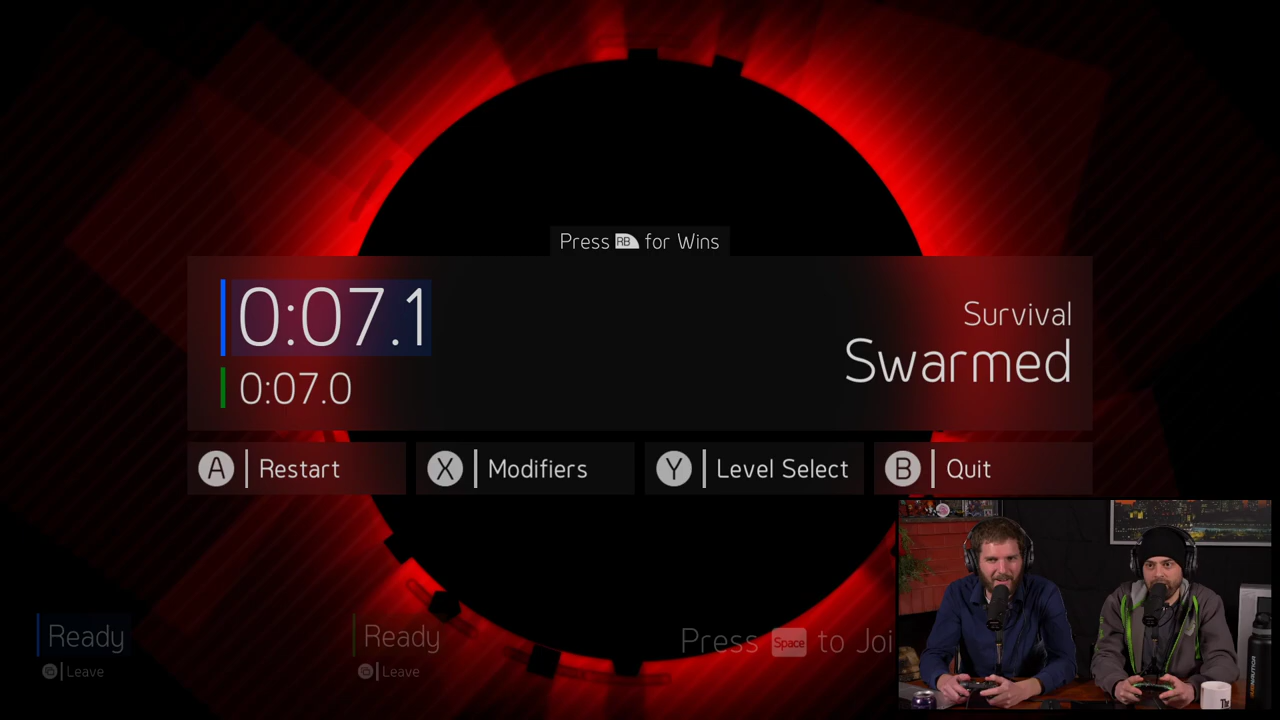 Press RB for Wins
0:07.1
0:07.0
Survival
Swarmed
A Restart
X Modifiers
Y Level Select
B Quit
Ready
Leave
Ready
Leave
Press Space to Joi